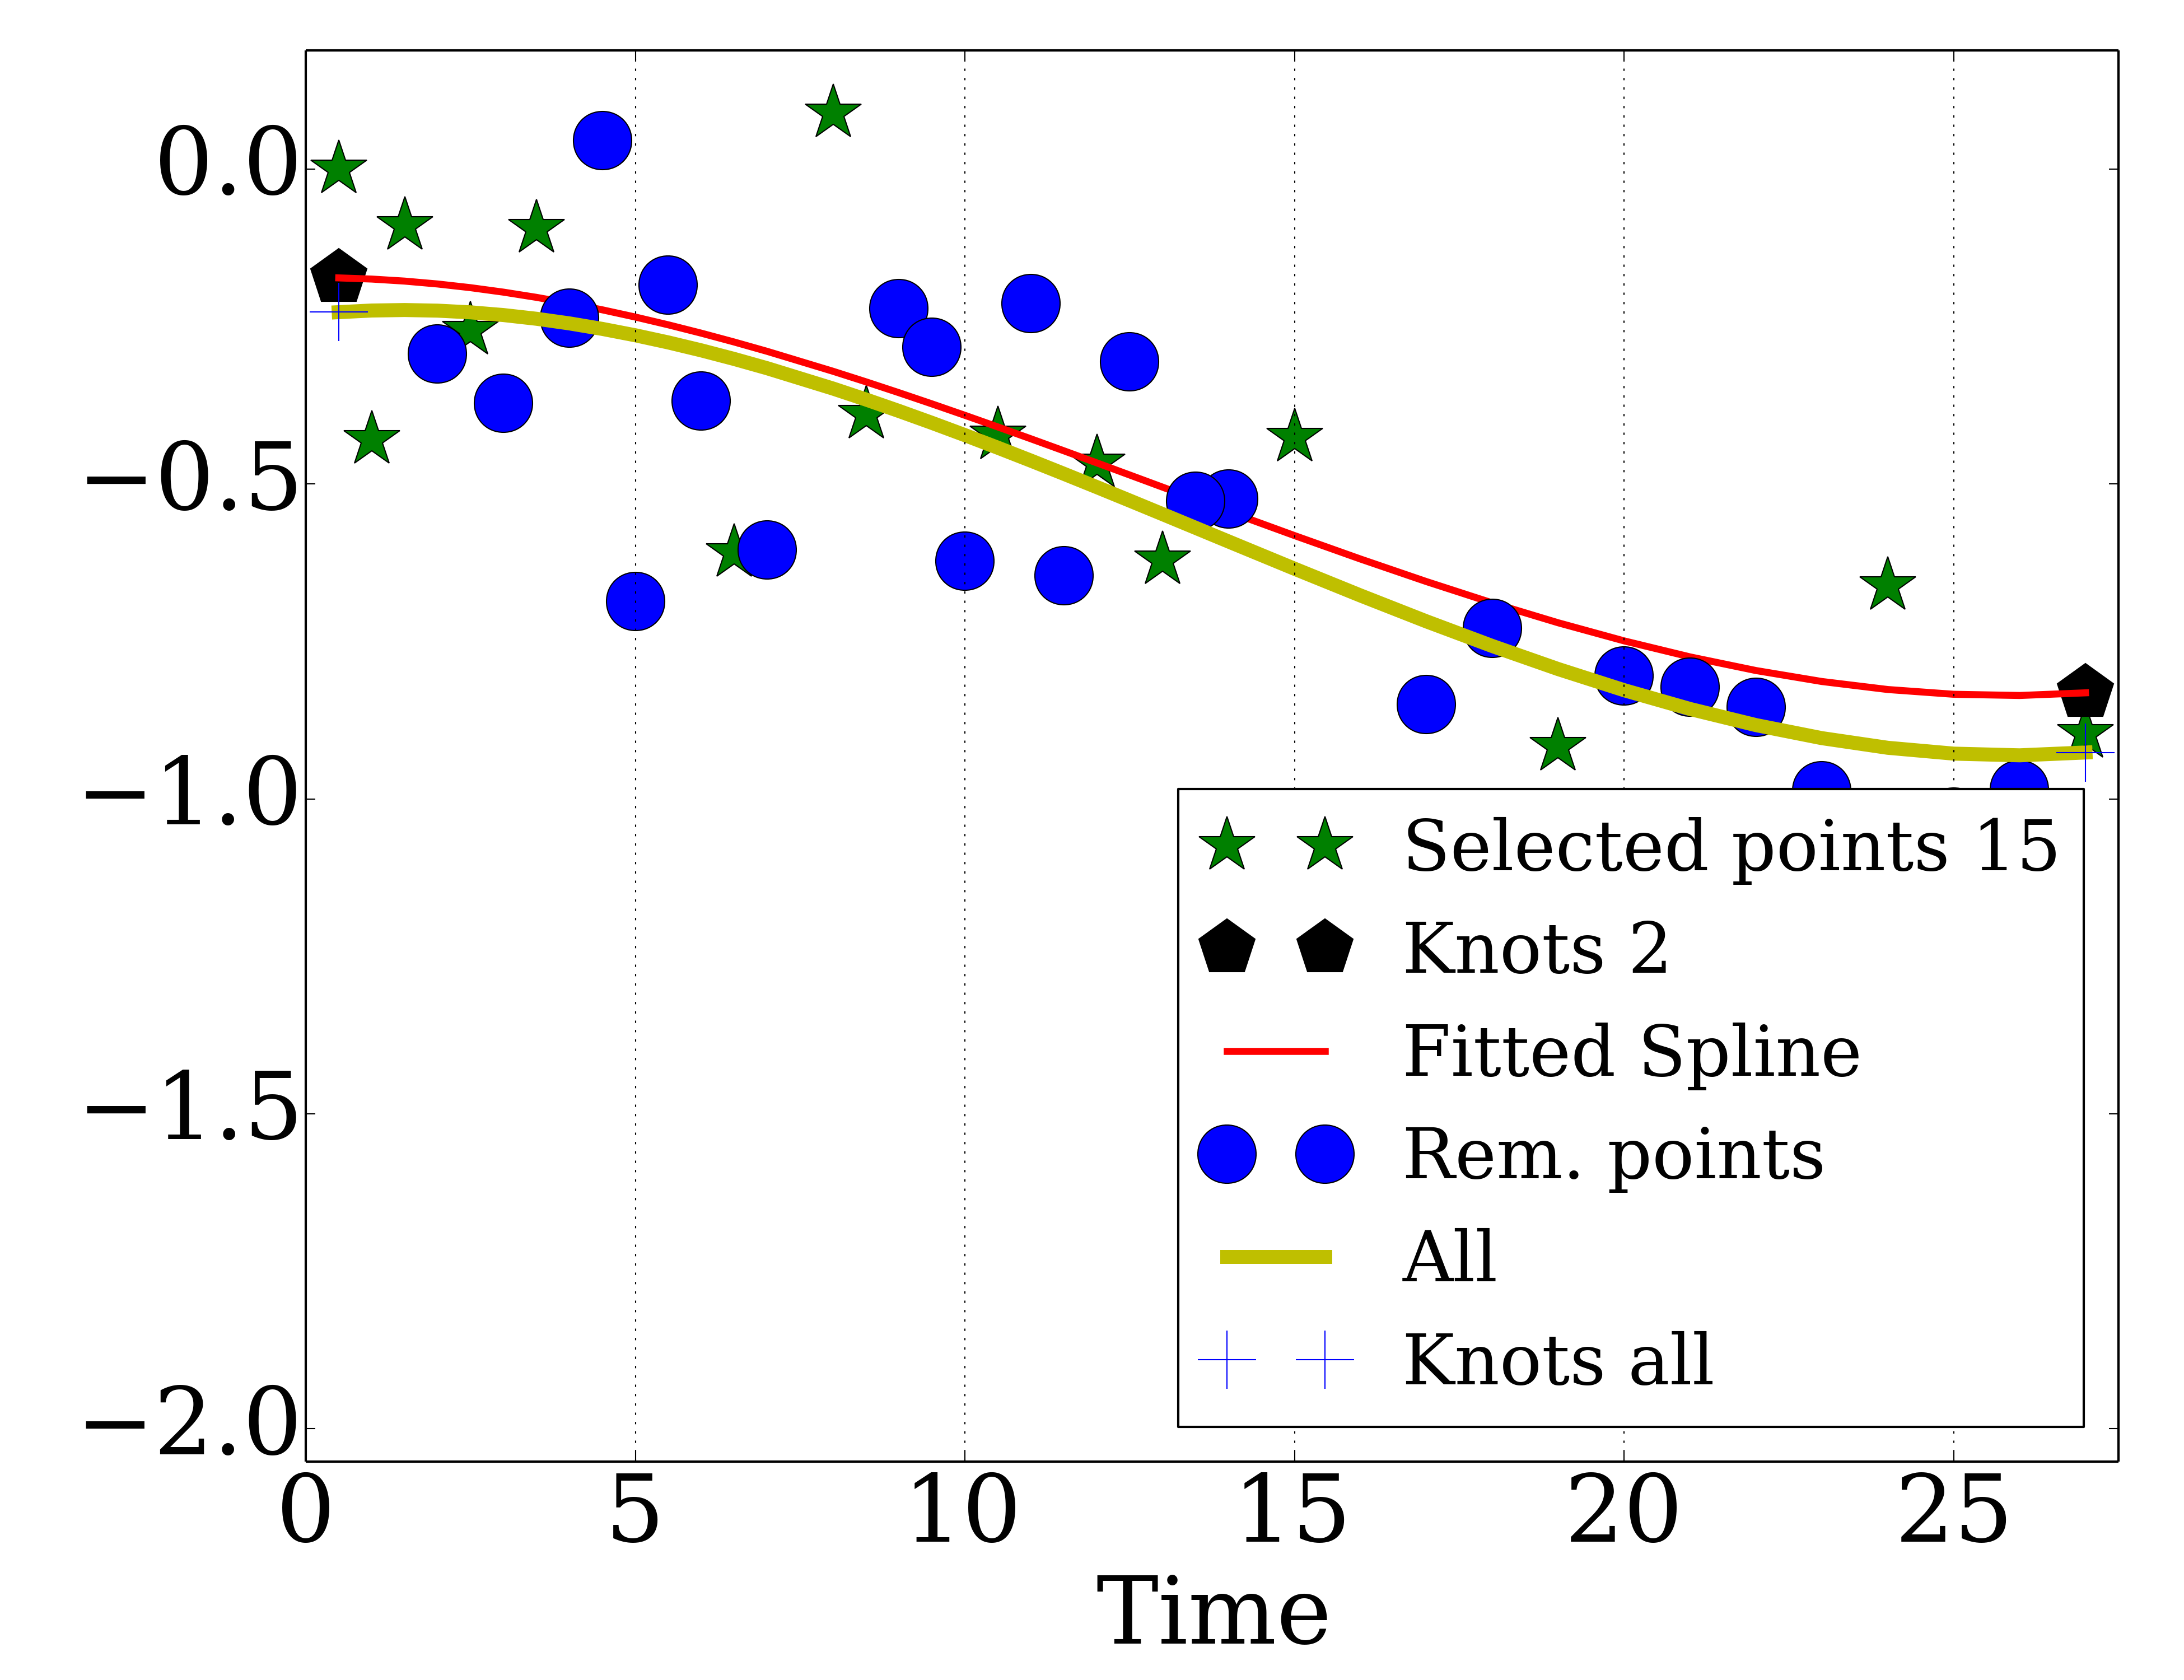 0.0
−0.5
−1.0
−1.5
−2.0
Selected points 15
Knots 2
Fitted Spline
Rem. points
All
Knots all
0 5 10 15 20 25
Time